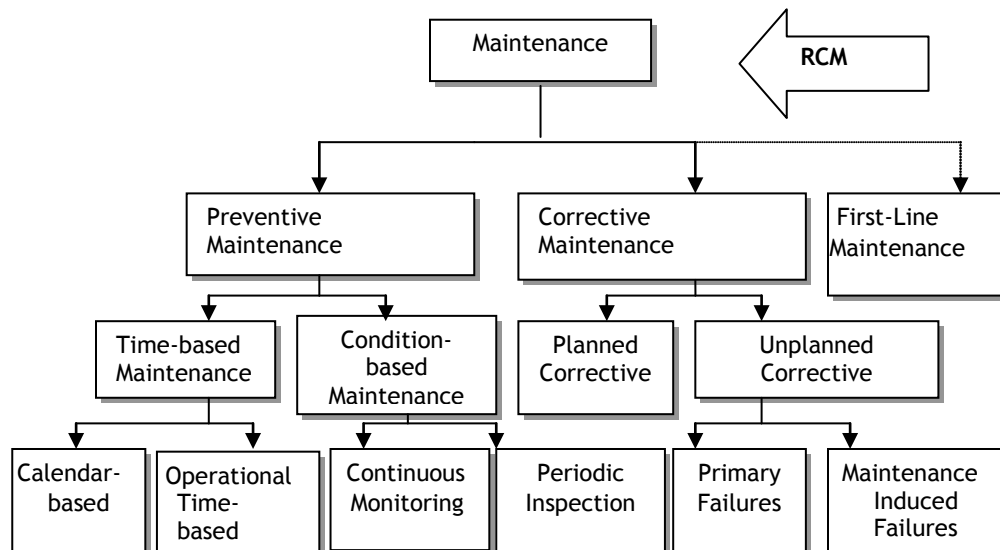 Maintenance
RCM
Preventive
Maintenance
Corrective
Maintenance
First-Line
Maintenance
Time-based
Maintenance
Condition-
based
Maintenance
Planned
Corrective
Unplanned
Corrective
Calendar-
based
Operational
Time-
based
Continuous
Monitoring
Periodic
Inspection
Primary
Failures
Maintenance
Induced
Failures